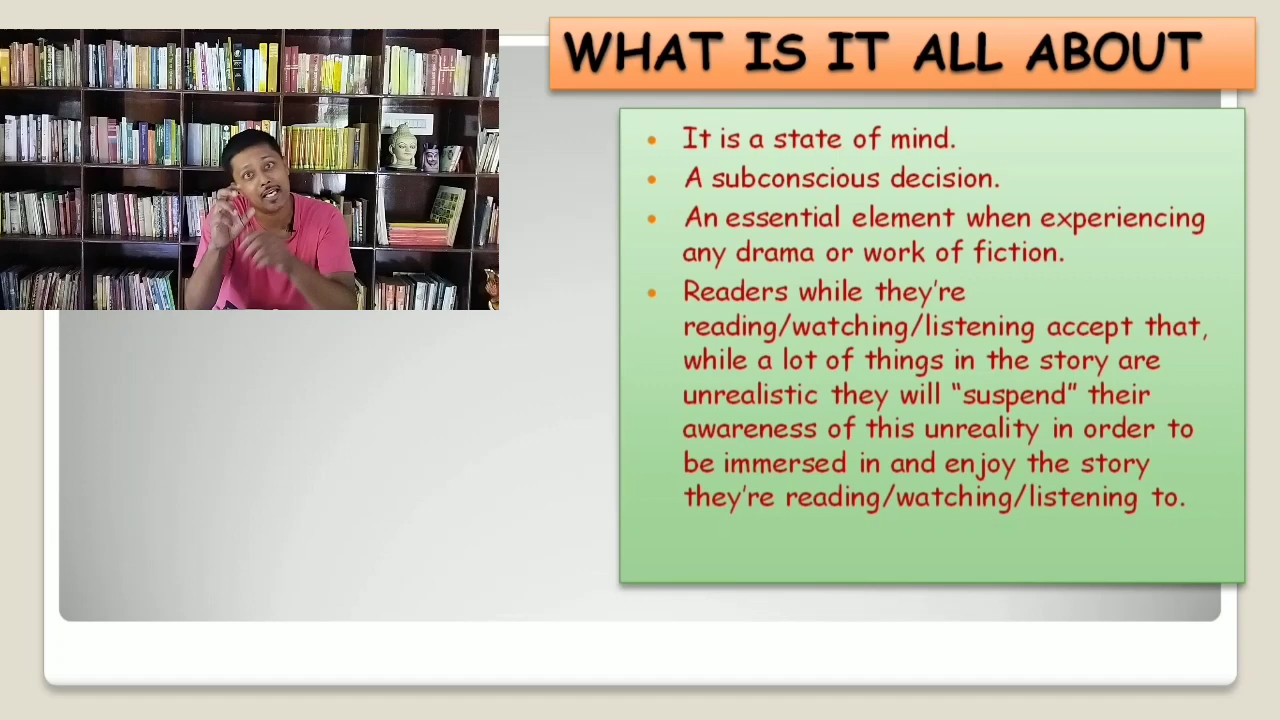 WHAT IS IT ALL ABOUT
It is a state of mind.
A subconscious decision.
An essential element when experiencing
any drama or work of fiction.
Readers while they're
reading/watching/listening accept that,
while a lot of things in the story are
unrealistic they will “suspend” their
awareness of this unreality in order to
be immersed in and enjoy the story
they're reading/watching/listening to.